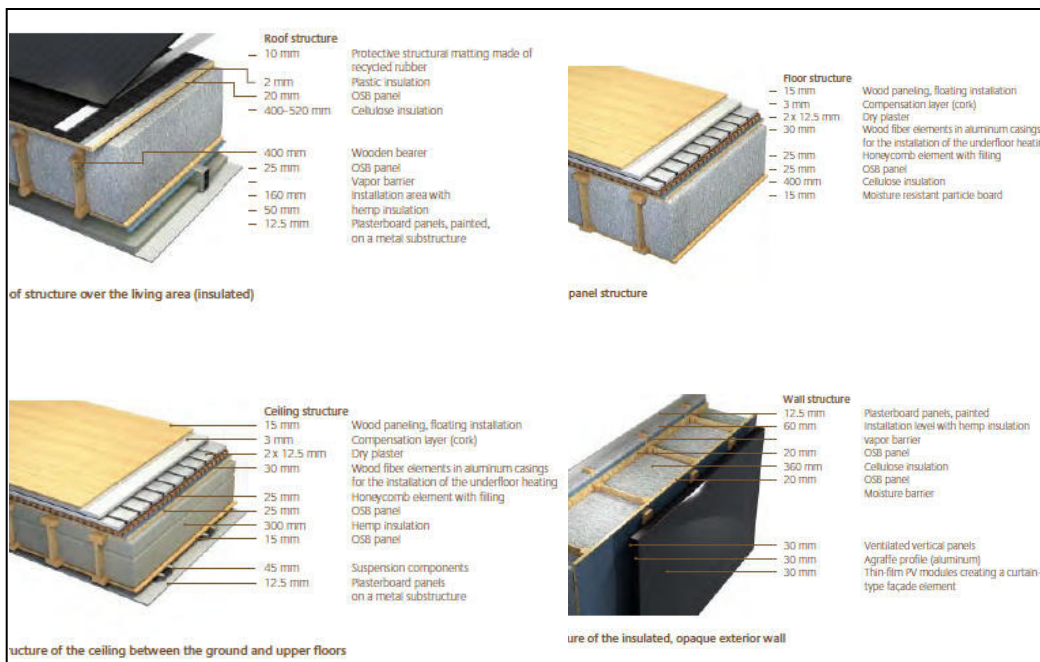 Roof structure
10 mm Protective structural matting made of
recycled rubber
2 mm Plastic insulation
20 mm OSB panel
400–520 mm Cellulose insulation
400 mm Wooden bearer
25 mm OSB panel
Vapor barrier
160 mm Installation area with
50 mm hemp insulation
12.5 mm Plasterboard panels, painted,
on a metal substructure
of structure over the living area (insulated)
Floor structure
15 mm Wood paneling, floating installation
3 mm Compensation layer (cork)
2 x 12.5 mm Dry plaster
30 mm Wood fiber elements in aluminum casings
for the installation of the underfloor heatin
25 mm Honeycomb element with filling
25 mm OSB panel
400 mm Cellulose insulation
15 mm Moisture resistant particle board
panel structure
Ceiling structure
15 mm Wood paneling, floating installation
3 mm Compensation layer (cork)
2 x 12.5 mm Dry plaster
30 mm Wood fiber elements in aluminum casings
for the installation of the underfloor heating
25 mm Honeycomb element with filling
25 mm OSB panel
300 mm Hemp insulation
15 mm OSB panel
45 mm Suspension components
12.5 mm Plasterboard panels
on a metal substructure
ructure of the ceiling between the ground and upper floors
Wall structure
12.5 mm Plasterboard panels, painted
60 mm Installation level with hemp insulation
vapor barrier
20 mm OSB panel
360 mm Cellulose insulation
20 mm OSB panel
Moisture barrier
30 mm Ventilated vertical panels
30 mm Agraffe profile (aluminum)
30 mm Thin-film PV modules creating a curtain-
type façade element
ure of the insulated, opaque exterior wall